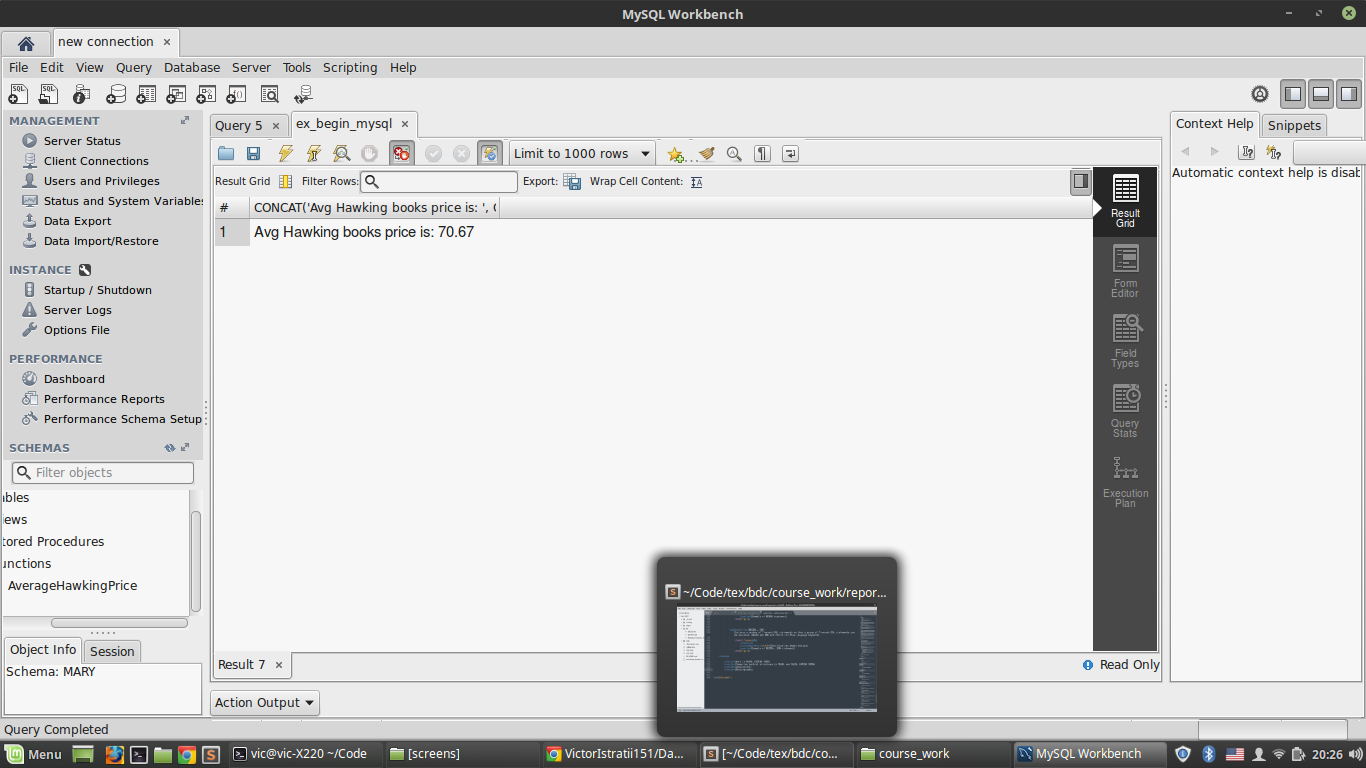 MySQL Workbench
new connection ×
File Edit View Query Database Server Tools Scripting Help
MANAGEMENT
Server Status
Client Connections
Users and Privileges
Status and System Variables
Data Export
Data Import/Restore
INSTANCE
Startup / Shutdown
Server Logs
Options File
PERFORMANCE
Dashboard
Performance Reports
Performance Schema Setup
SCHEMAS
Filter objects
ables
iews
tored Procedures
unctions
AverageHawkingPrice
Object Info Session
Schema: MARY
Query 5 × ex_begin_mysql ×
Limit to 1000 rows
Result Grid Filter Rows: Export: Wrap Cell Content:
# CONCAT('Avg Hawking books price is: ', C
1 Avg Hawking books price is: 70.67
Result Grid
Form Editor
Field Types
Query Stats
Execution Plan
Context Help Snippets
Automatic context help is disab
~/Code/tex/bdc/course_work/repor...
Result 7 × Read Only
Action Output
Query Completed
Menu vic@vic-X220 ~/Code [screens] VictorIstratii151/Da... [~/Code/tex/bdc/co... course_work MySQL Workbench 20:26